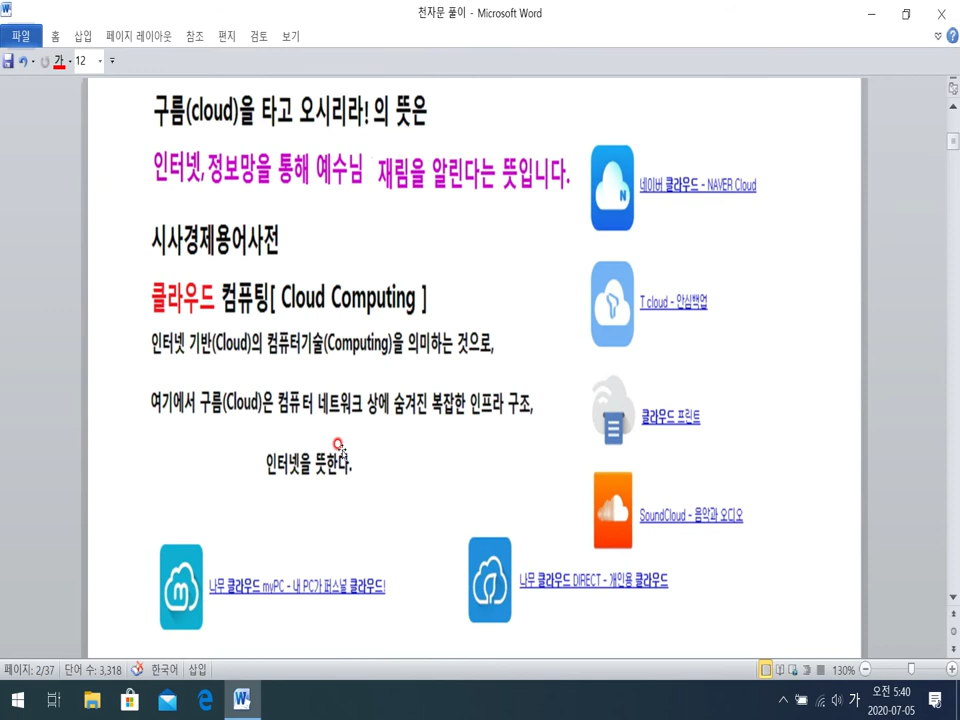 천자문 풀이 - Microsoft Word
파일 홈 삽입 페이지 레이아웃 참조 편지 검토 보기
가 12
구름(cloud)을 타고 오시리라! 의 뜻은
인터넷, 정보망을 통해 예수님 재림을 알린다는 뜻입니다.
네이버 클라우드 - NAVER Cloud
시사경제용어사전
클라우드 컴퓨팅[ Cloud Computing ]
T cloud - 안심백업
인터넷 기반(Cloud)의 컴퓨터기술(Computing)을 의미하는 것으로,
여기에서 구름(Cloud)은 컴퓨터 네트워크 상에 숨겨진 복잡한 인프라 구조,
클라우드 프린트
인터넷을 뜻한다.
SoundCloud - 음악과 오디오
나무 클라우드 myPC - 내 PC가 퍼스널 클라우드!
나무 클라우드 DIRECT - 개인용 클라우드
페이지: 2/37 단어 수: 3,318 한국어 삽입 130%
가 오전 5:40
2020-07-05